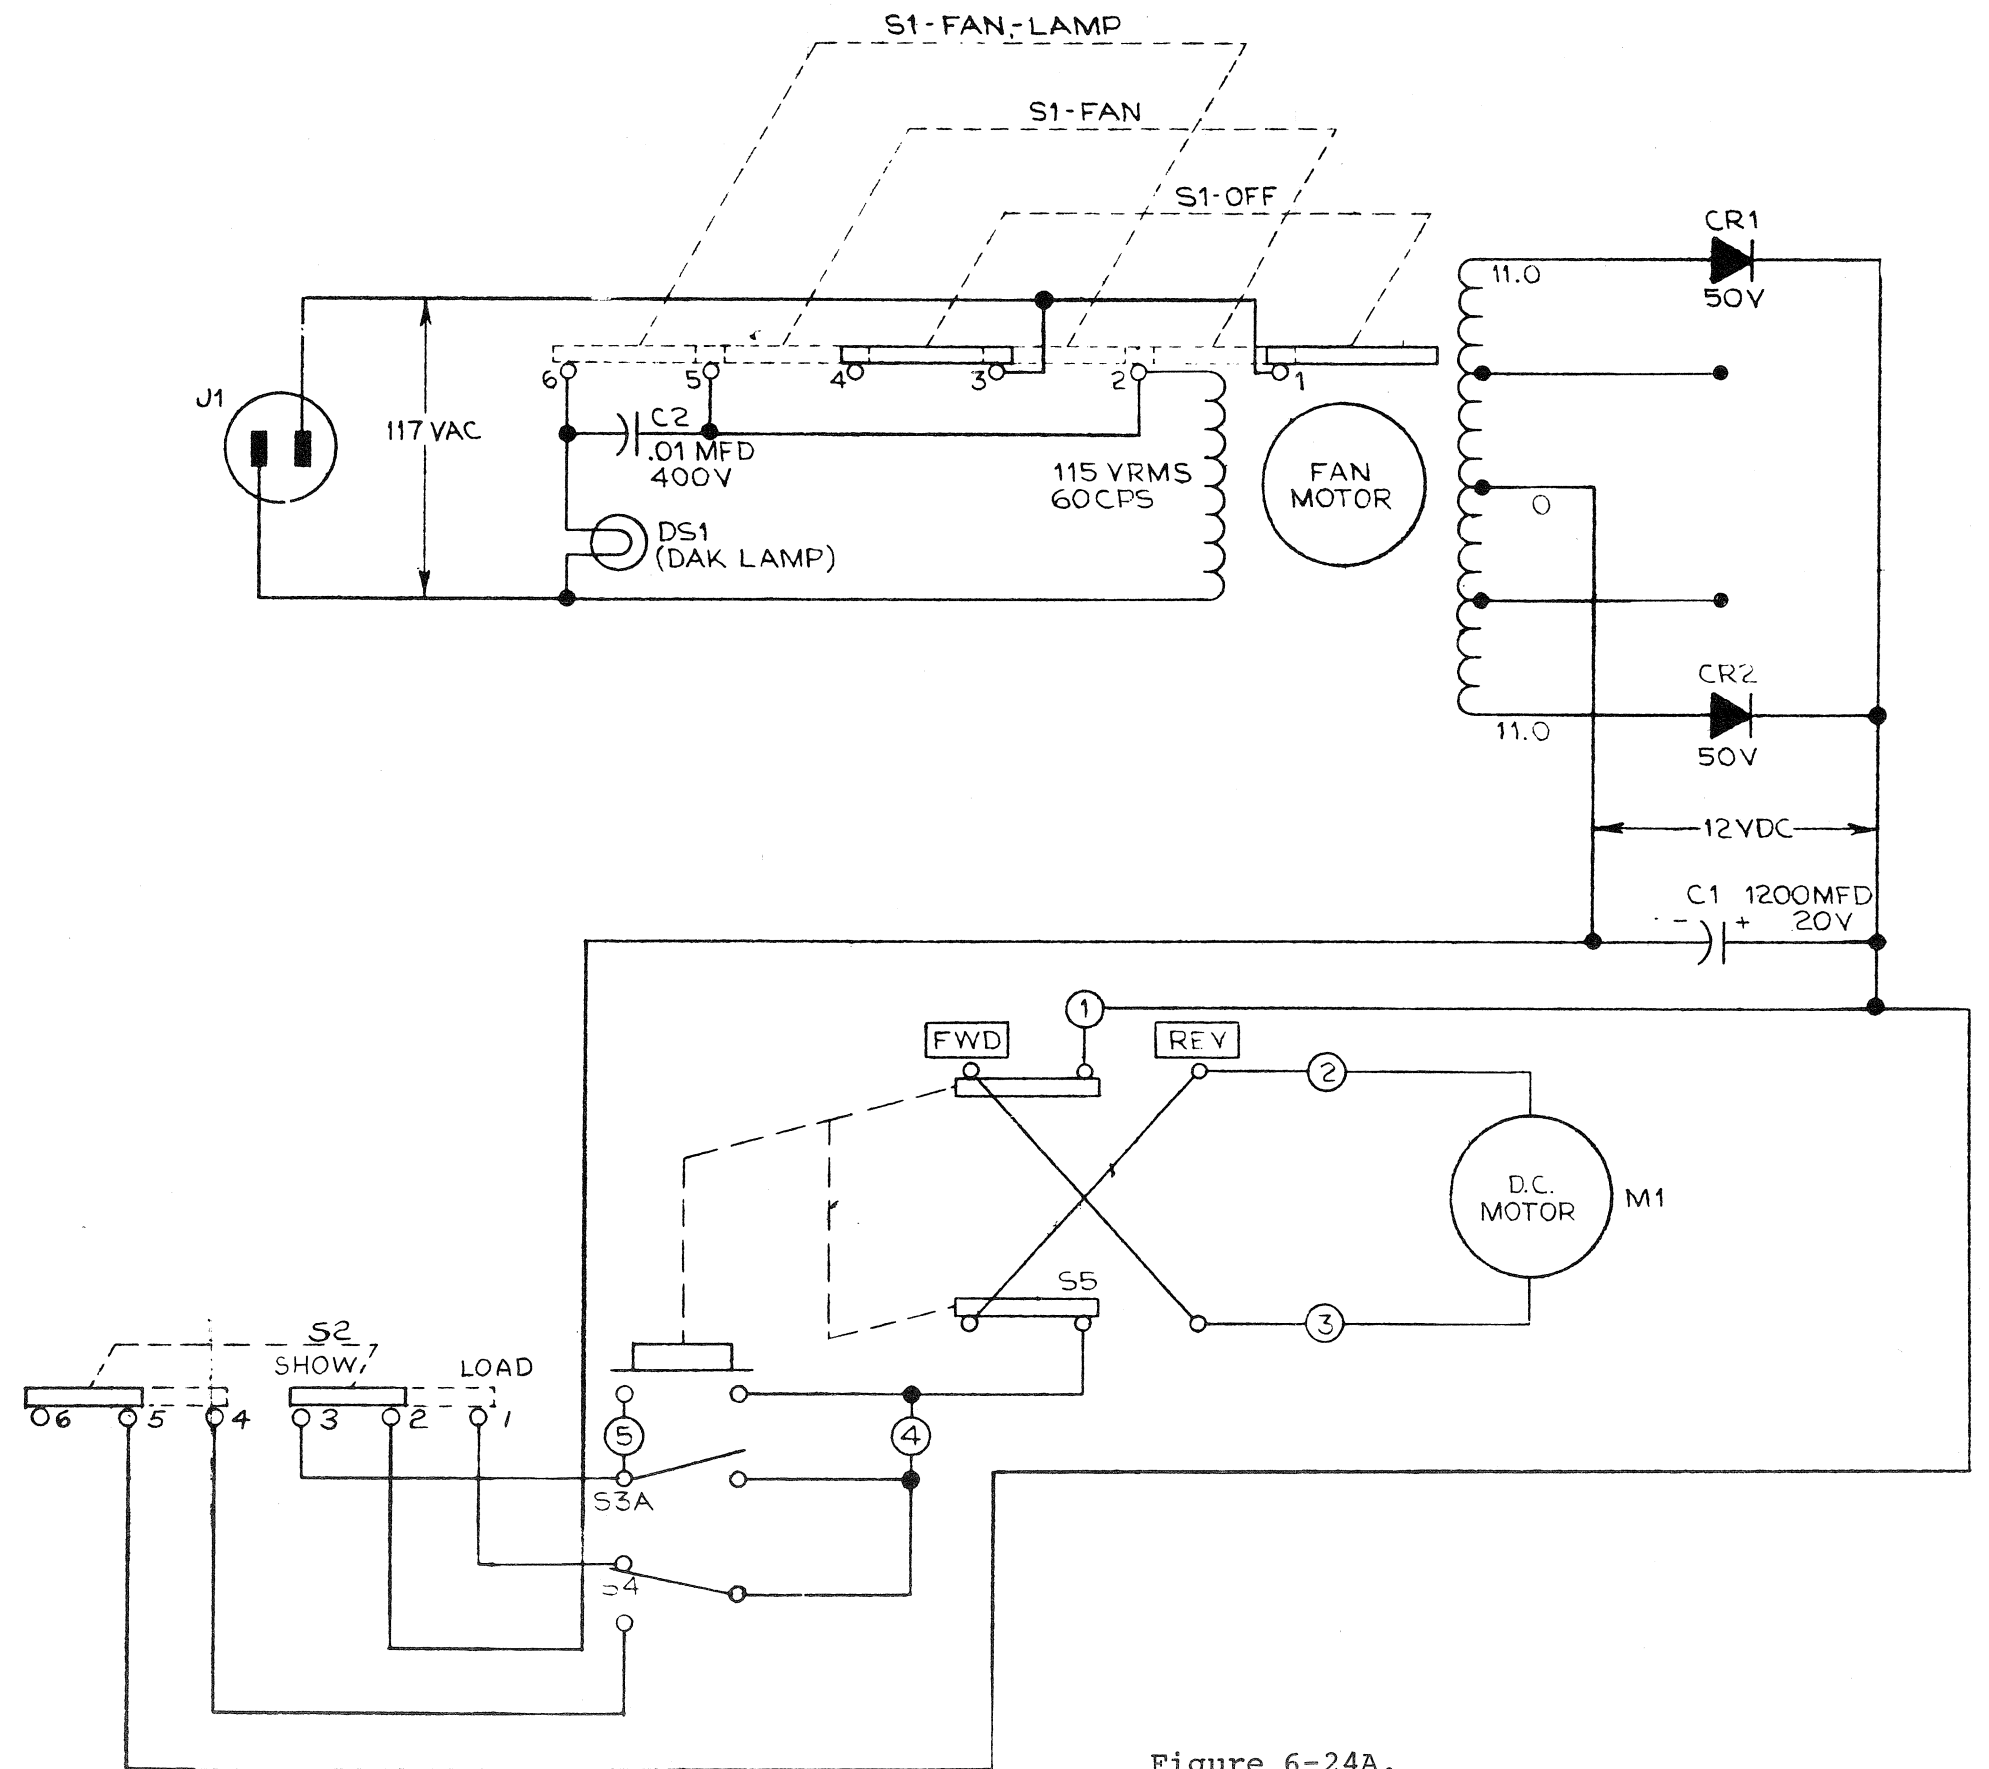 S1-FAN,-LAMP
S1-FAN
S1-OFF
CR1
11.0
50V
J1
117 VAC
6
5
4
3
2
1
C2
.01 MFD
400V
115 VRMS
60CPS
FAN
MOTOR
0
DS1
(DAK LAMP)
CR2
11.0
50V
12VDC
C1 1200MFD
- + 20V
1
FWD
REV
2
D.C.
MOTOR
M1
S5
3
S2
SHOW
LOAD
6
5
4
3
2
1
5
4
S3A
S4
Figure 6-24A.